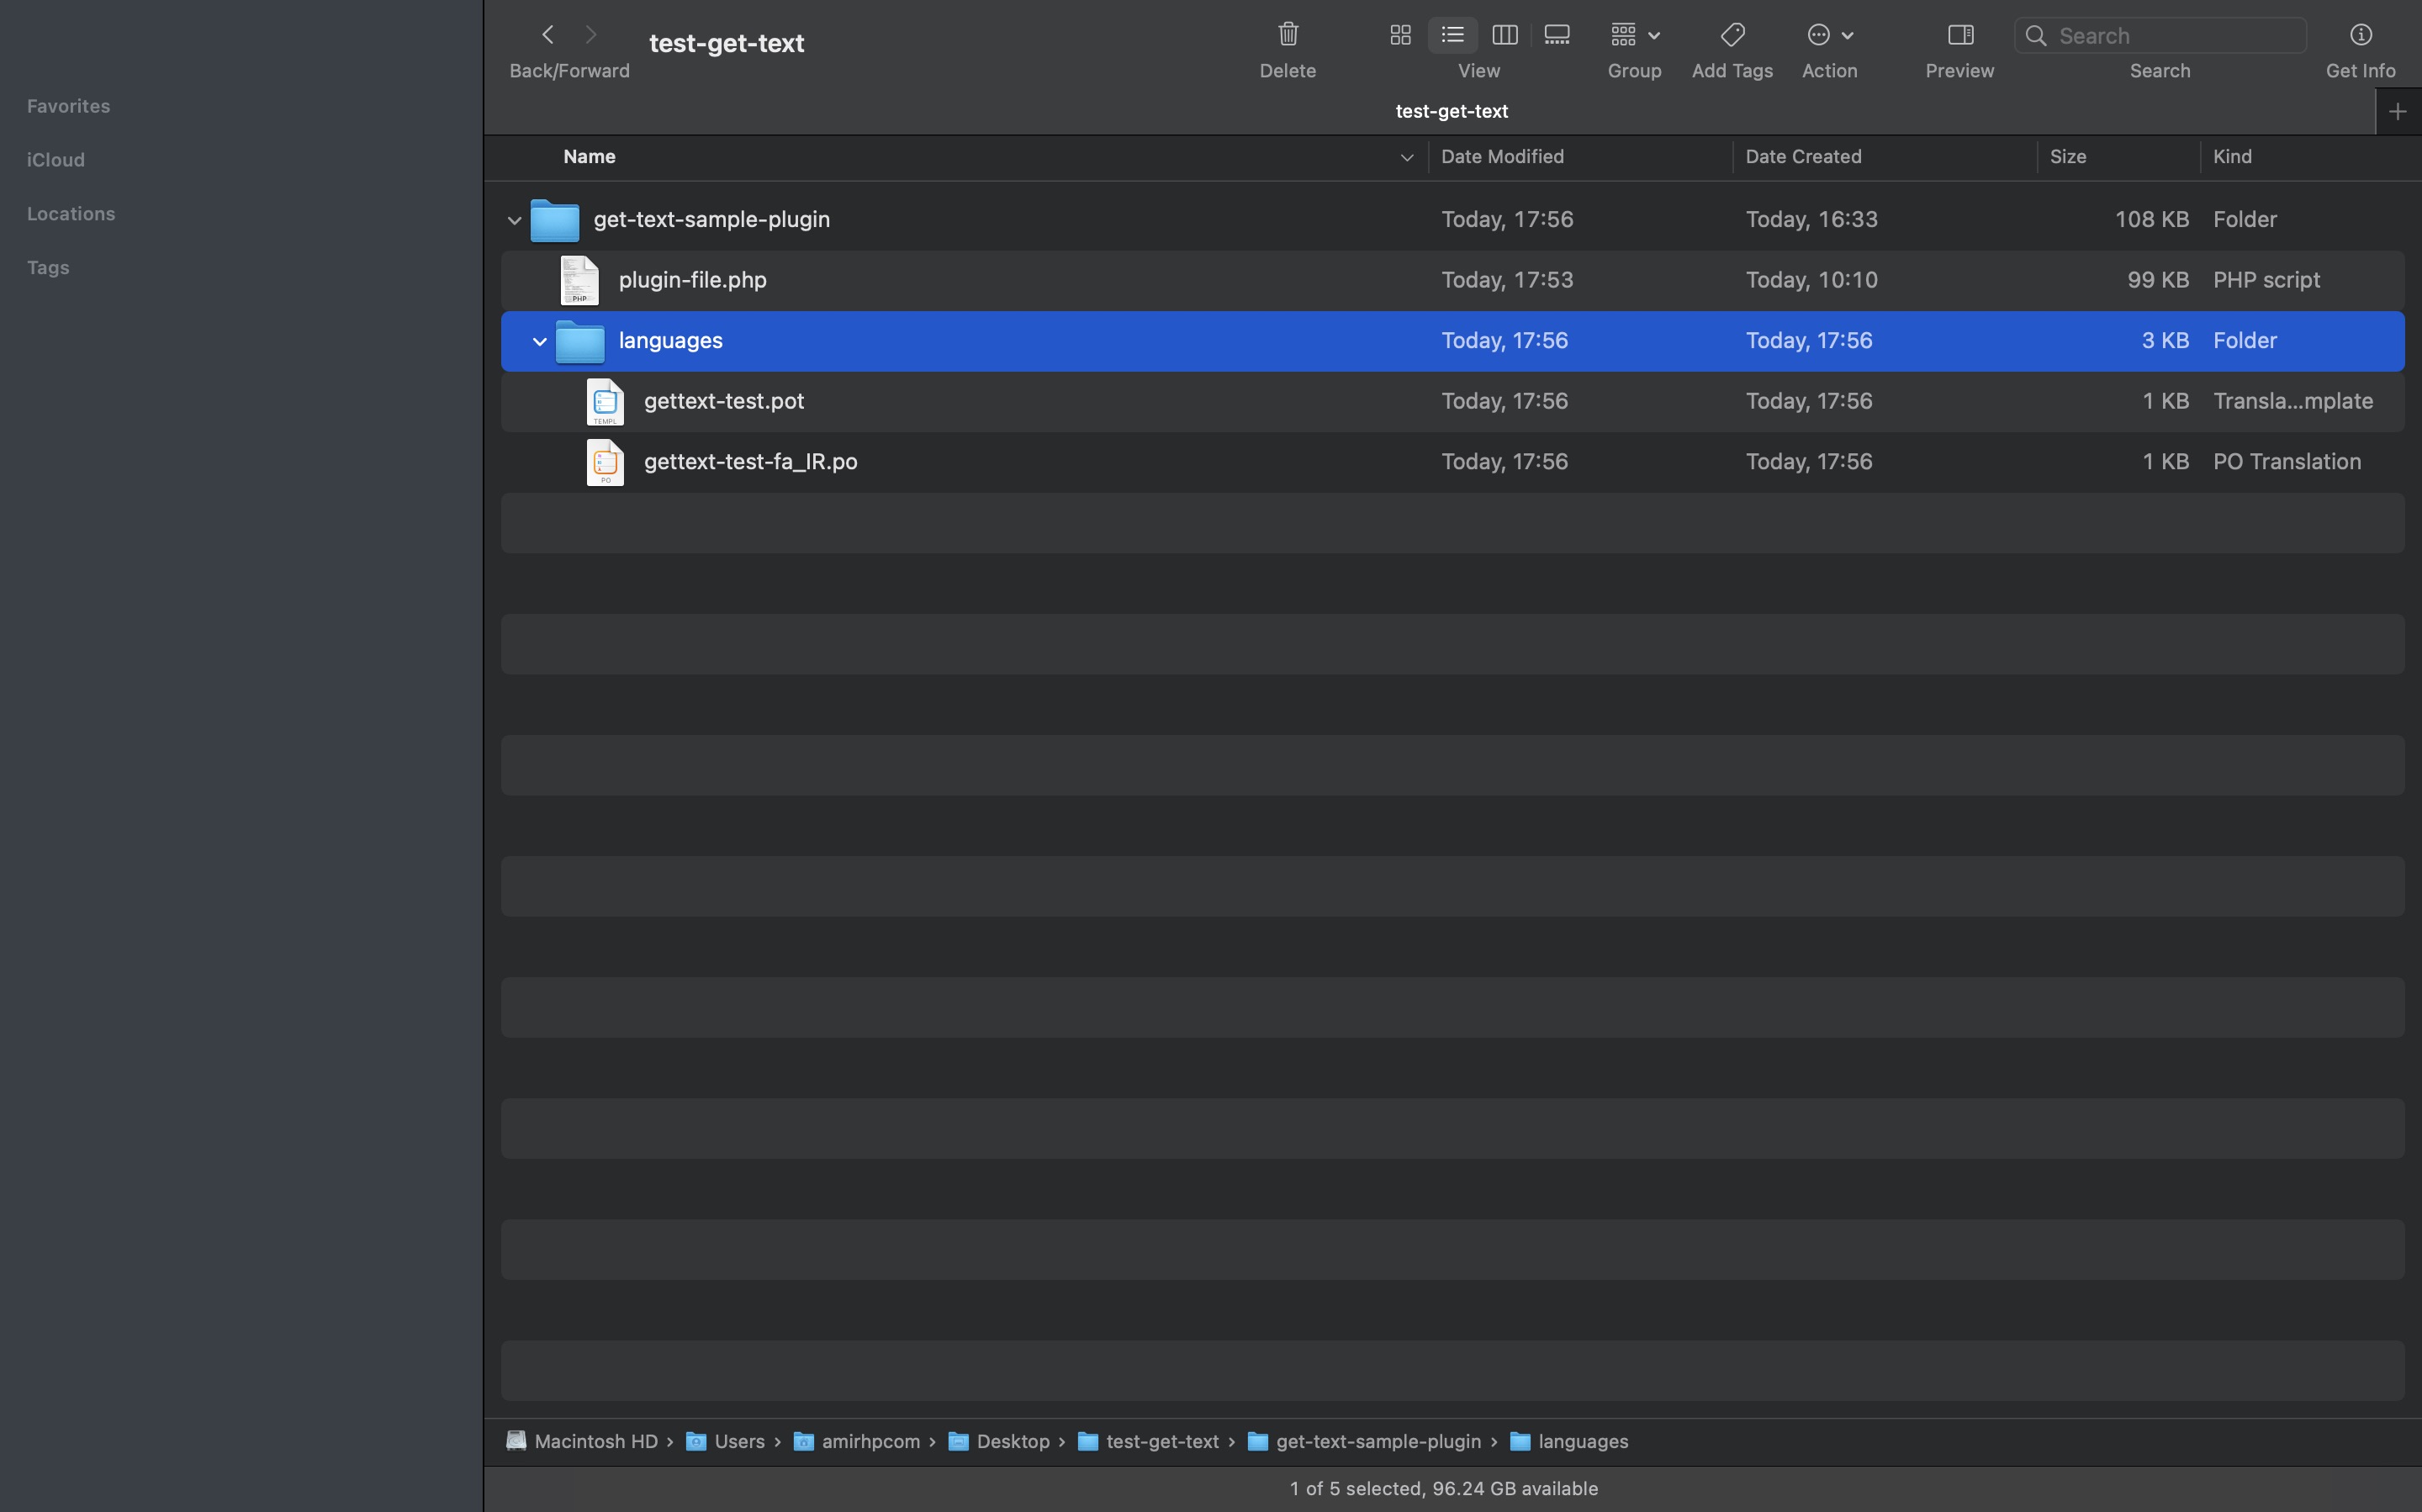 test-get-text
Back/Forward
Delete
View
Group
Add Tags
Action
Preview
Search
Search
Get Info
Favorites
iCloud
Locations
Tags
test-get-text
Name Date Modified Date Created Size Kind
get-text-sample-plugin Today, 17:56 Today, 16:33 108 KB Folder
plugin-file.php Today, 17:53 Today, 10:10 99 KB PHP script
PHP
languages Today, 17:56 Today, 17:56 3 KB Folder
gettext-test.pot Today, 17:56 Today, 17:56 1 KB Transla...mplate
TEMPL
gettext-test-fa_IR.po Today, 17:56 Today, 17:56 1 KB PO Translation
PO
Macintosh HD › Users › amirhpcom › Desktop › test-get-text › get-text-sample-plugin › languages
1 of 5 selected, 96.24 GB available